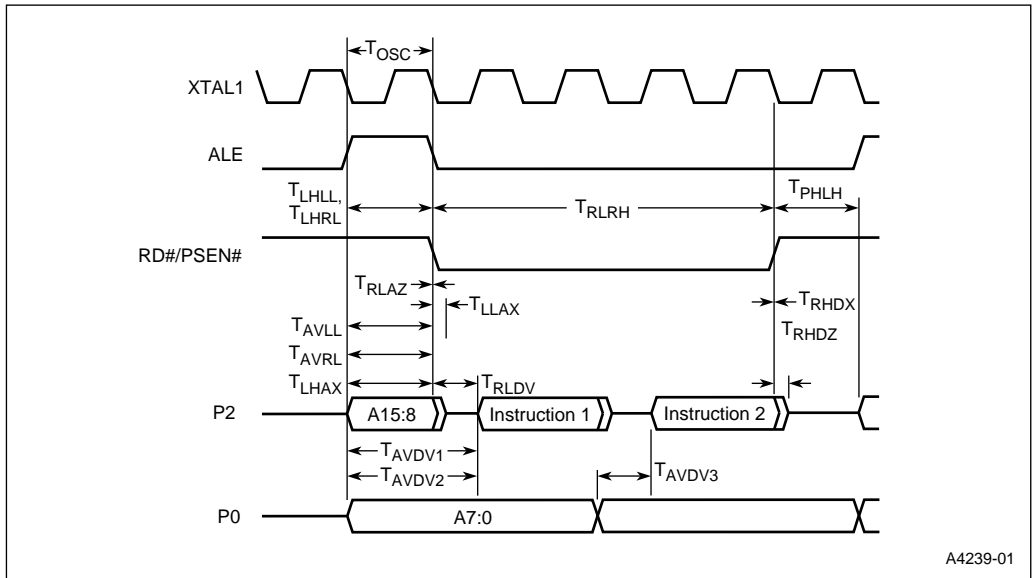 TOSC
XTAL1
ALE
TLHLL,
TLHRL
TRLRH
TPHLH
RD#/PSEN#
TRLAZ
TLLAX
TRHDX
TAVLL
TRHDZ
TAVRL
TLHAX
TRLDV
P2
A15:8
Instruction 1
Instruction 2
TAVDV1
TAVDV2
TAVDV3
P0
A7:0
A4239-01